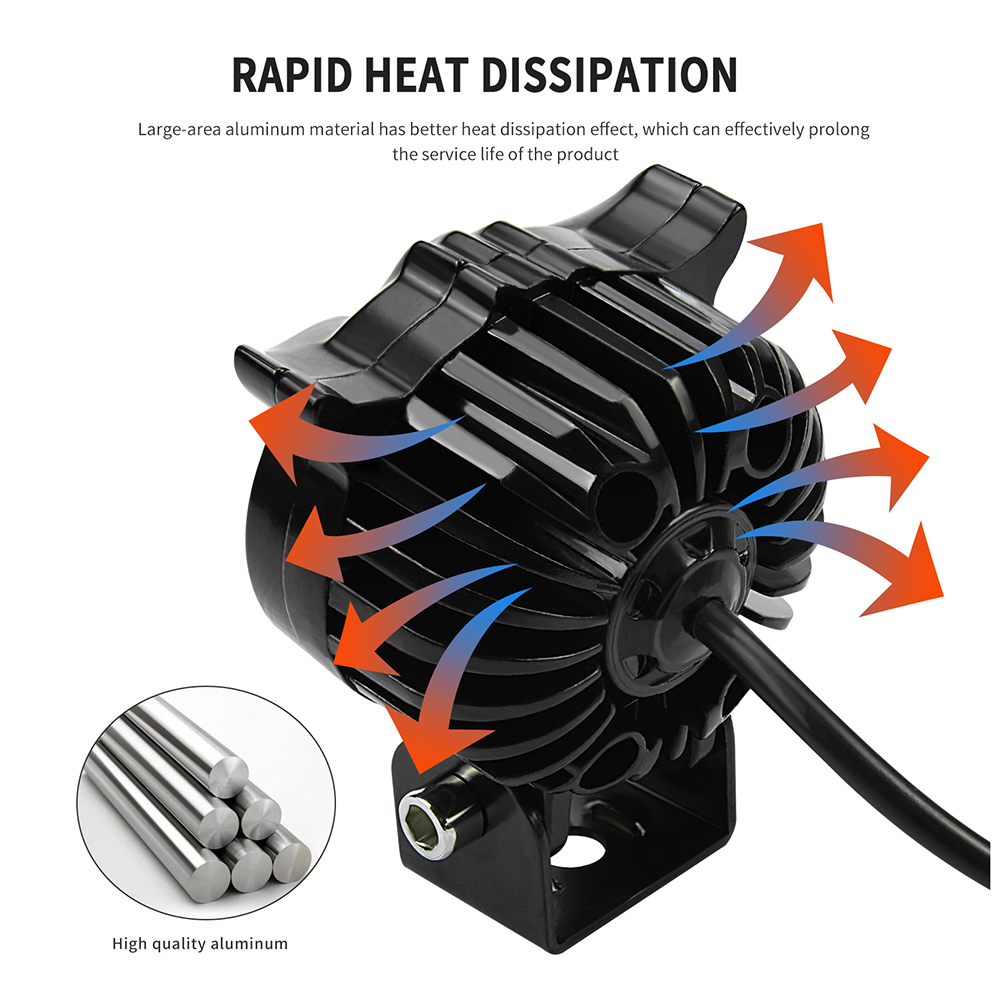 RAPID HEAT DISSIPATION
Large-area aluminum material has better heat dissipation effect, which can effectively prolong
the service life of the product
High quality aluminum